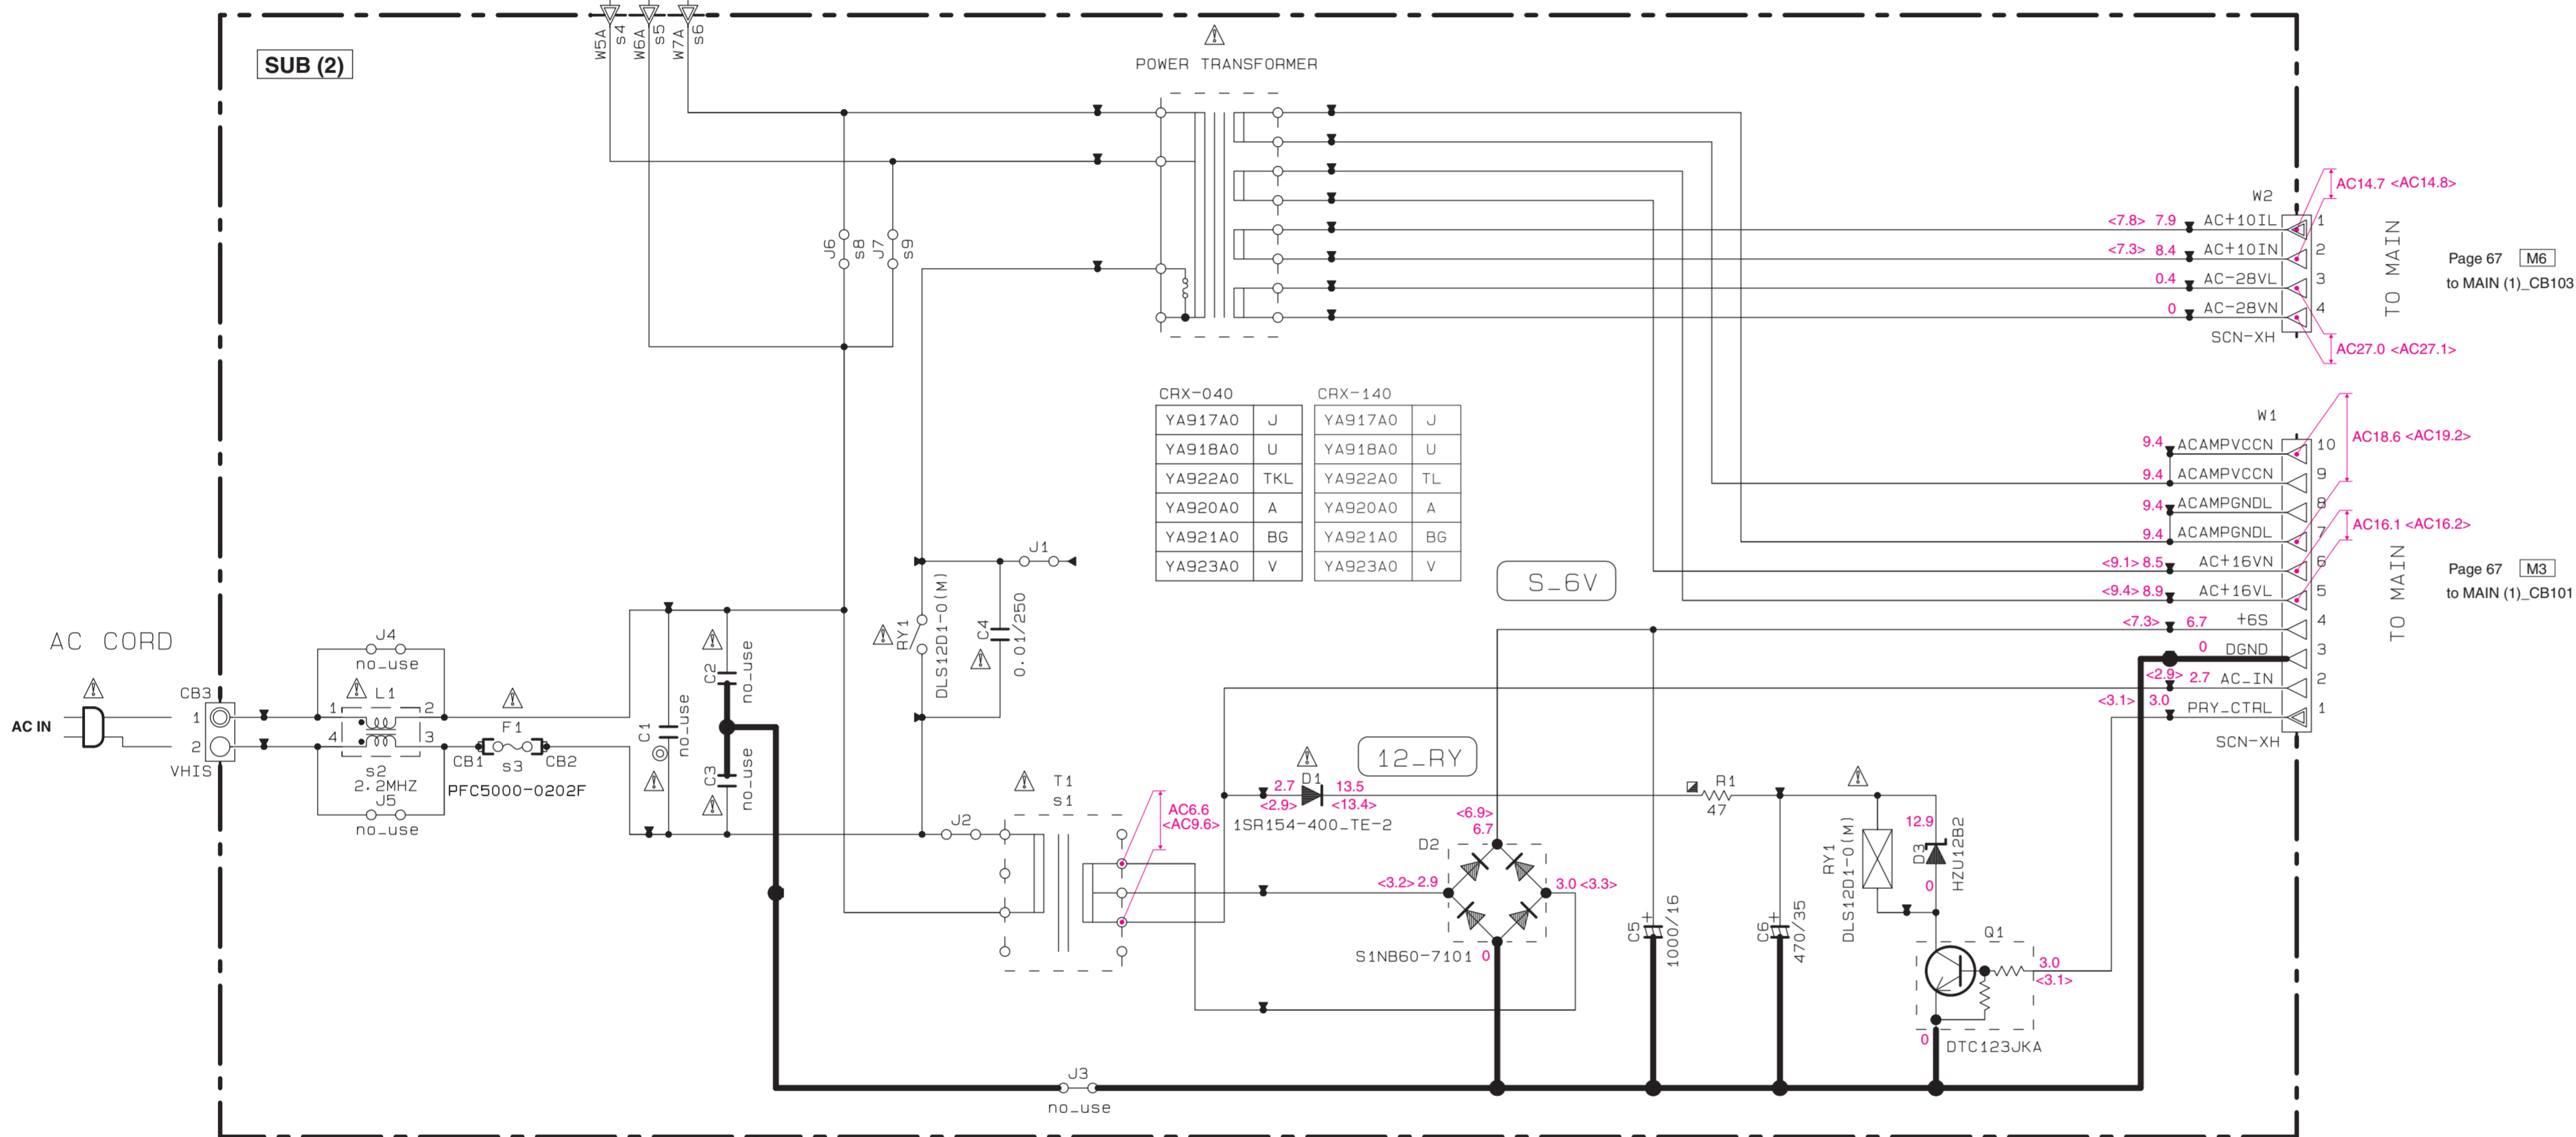 W5A
s4
W6A
s5
W7A
s6
SUB (2)
POWER TRANSFORMER
J6
s8
J7
s9
AC14.7 <AC14.8>
W2
<7.8> 7.9 AC+10IL 1
<7.3> 8.4 AC+10IN 2
0.4 AC-28VL 3
0 AC-28VN 4
SCN-XH
TO MAIN
Page 67 M6
to MAIN (1)_CB103
AC27.0 <AC27.1>
CRX-040
YA917A0 J
YA918A0 U
YA922A0 TKL
YA920A0 A
YA921A0 BG
YA923A0 V
CRX-140
YA917A0 J
YA918A0 U
YA922A0 TL
YA920A0 A
YA921A0 BG
YA923A0 V
W1
AC18.6 <AC19.2>
9.4 ACAMPVCCN 10
9.4 ACAMPVCCN 9
9.4 ACAMPGNDL 8
9.4 ACAMPGNDL 7
AC16.1 <AC16.2>
<9.1> 8.5 AC+16VN 6
<9.4> 8.9 AC+16VL 5
<7.3> 6.7 +6S 4
0 DGND 3
<2.9> 2.7 AC_IN 2
<3.1> 3.0 PRY_CTRL 1
SCN-XH
TO MAIN
Page 67 M3
to MAIN (1)_CB101
S_6V
J1
RY1
DLS12D1-0(M)
C4
0.01/250
AC CORD
AC IN
CB3
1
2
VHIS
J4
no_use
L1
1 2
4 3
s2
2.2MHZ
J5
no_use
F1
CB1 s3 CB2
PFC5000-0202F
C1
no_use
C2
no_use
C3
no_use
J2
T1
s1
AC6.6
<AC9.6>
12_RY
2.7 D1 13.5
<2.9> <13.4>
1SR154-400_TE-2
<6.9>
6.7
D2
<3.2> 2.9
3.0 <3.3>
S1NB60-7101 0
R1
47
C5
+
1000/16
C6
+
470/35
RY1
DLS12D1-0(M)
12.9
D3
HZU12B2
0
Q1
3.0
<3.1>
0
DTC123JKA
J3
no_use